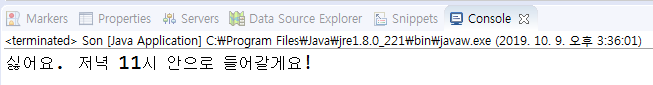 Markers Properties Servers Data Source Explorer Snippets Console
<terminated> Son [Java Application] C:₩Program Files₩Java₩jre1.8.0_221₩bin₩javaw.exe (2019. 10. 9. 오후 3:36:01)
싫어요. 저녁 11시 안으로 들어갈게요!